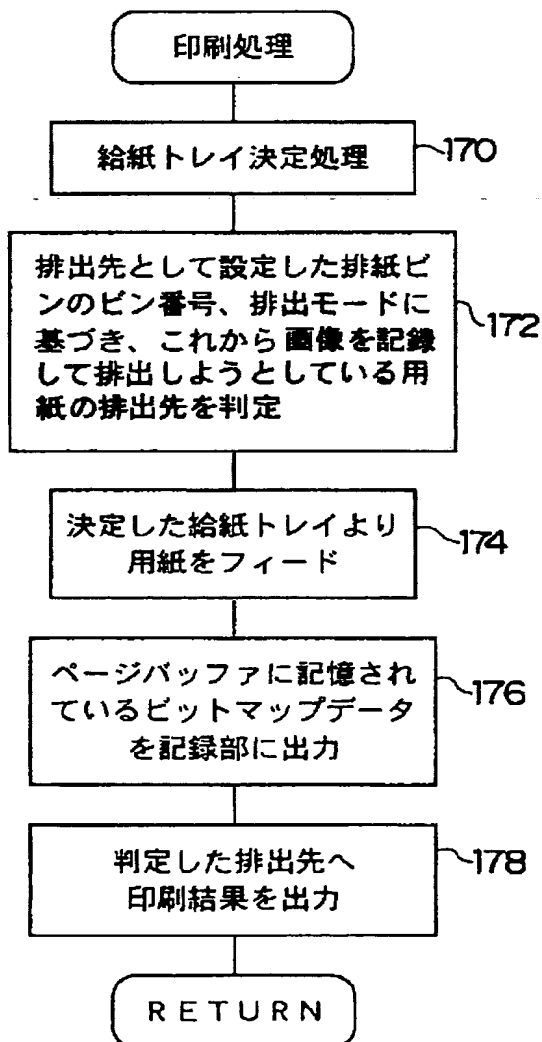 印刷処理
給紙トレイ決定処理
170
排出先として設定した排紙ビ
ンのビン番号、排出モードに
基づき、これから画像を記録
して排出しようとしている用
紙の排出先を判定
172
決定した給紙トレイより
用紙をフィード
174
ページバッファに記憶され
ているビットマップデータ
を記録部に出力
176
判定した排出先へ
印刷結果を出力
178
RETURN